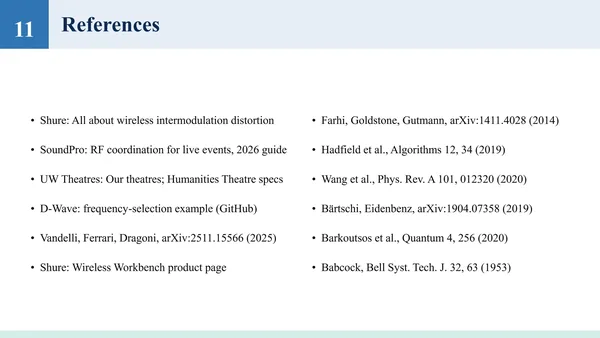 11
References
• Shure: All about wireless intermodulation distortion
• SoundPro: RF coordination for live events, 2026 guide
• UW Theatres: Our theatres; Humanities Theatre specs
• D-Wave: frequency-selection example (GitHub)
• Vandelli, Ferrari, Dragoni, arXiv:2511.15566 (2025)
• Shure: Wireless Workbench product page
• Farhi, Goldstone, Gutmann, arXiv:1411.4028 (2014)
• Hadfield et al., Algorithms 12, 34 (2019)
• Wang et al., Phys. Rev. A 101, 012320 (2020)
• Bärtschi, Eidenbenz, arXiv:1904.07358 (2019)
• Barkoutsos et al., Quantum 4, 256 (2020)
• Babcock, Bell Syst. Tech. J. 32, 63 (1953)